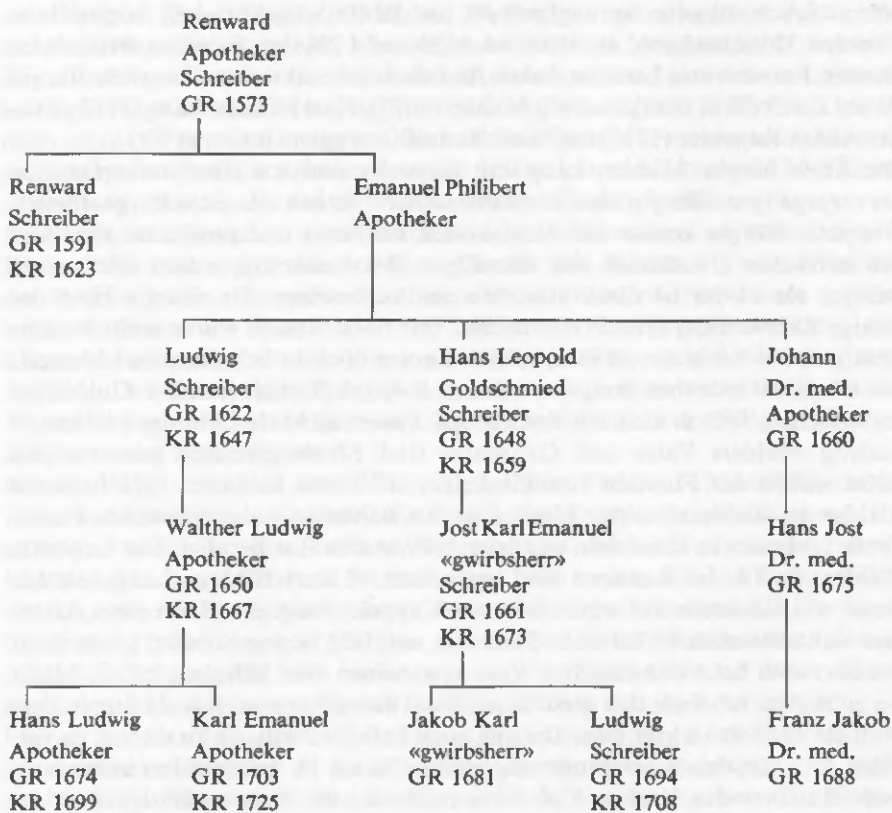 Renward
Apotheker
Schreiber
GR 1573
Renward
Schreiber
GR 1591
KR 1623
Emanuel Philibert
Apotheker
Ludwig
Schreiber
GR 1622
KR 1647
Hans Leopold
Goldschmied
Schreiber
GR 1648
KR 1659
Johann
Dr. med.
Apotheker
GR 1660
Walther Ludwig
Apotheker
GR 1650
KR 1667
Jost Karl Emanuel
«gwirbsherr»
Schreiber
GR 1661
KR 1673
Hans Jost
Dr. med.
GR 1675
Hans Ludwig
Apotheker
GR 1674
KR 1699
Karl Emanuel
Apotheker
GR 1703
KR 1725
Jakob Karl
«gwirbsherr»
GR 1681
Ludwig
Schreiber
GR 1694
KR 1708
Franz Jakob
Dr. med.
GR 1688